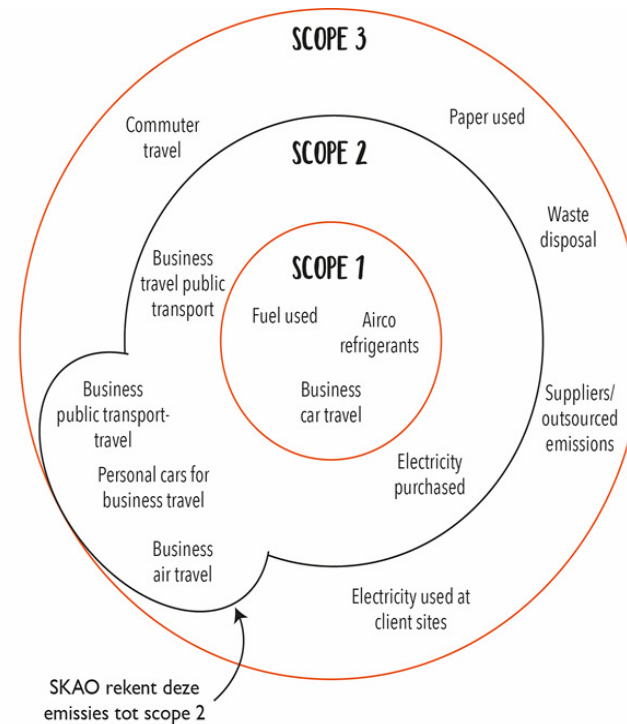 SCOPE 3
Commuter
travel
Paper used
SCOPE 2
Waste
disposal
Business
travel public
transport
SCOPE 1
Fuel used
Airco
refrigerants
Business
car travel
Business
public transport-
travel
Suppliers/
outsourced
emissions
Personal cars for
business travel
Electricity
purchased
Business
air travel
Electricity used at
client sites
SKAO rekent deze
emissies tot scope 2